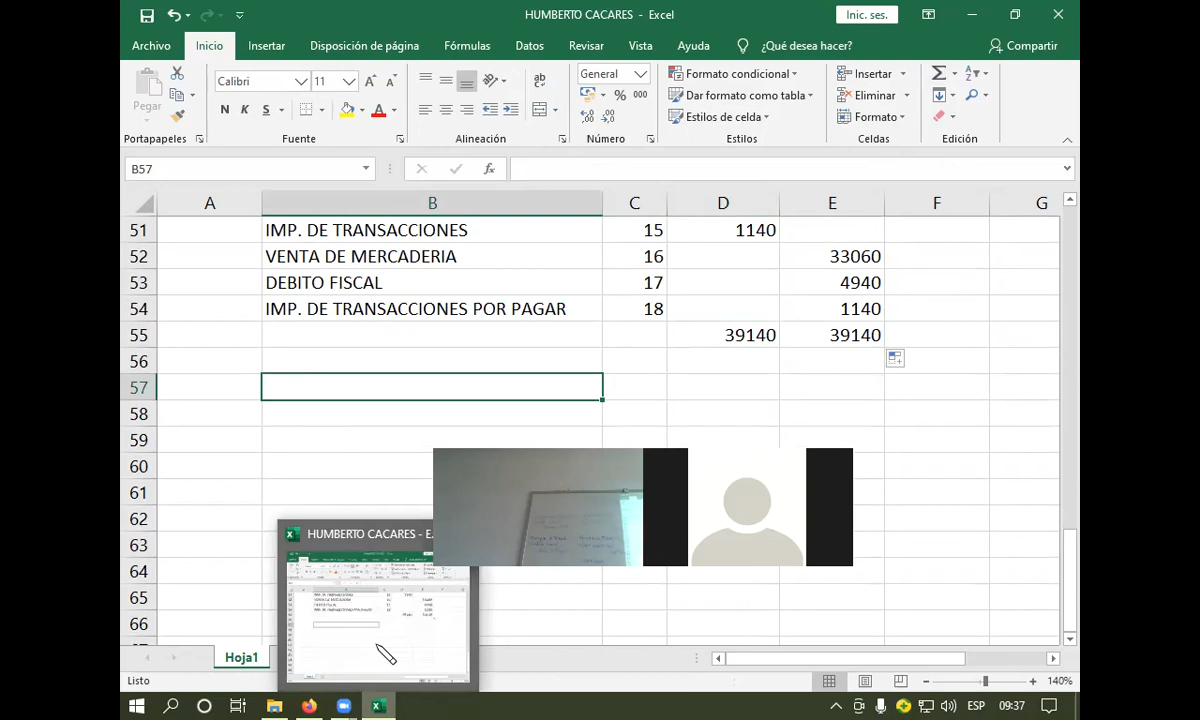 HUMBERTO CACARES - Excel
Inic. ses.
Archivo Inicio Insertar Disposición de página Fórmulas Datos Revisar Vista Ayuda ¿Qué desea hacer? Compartir
Pegar
Calibri 11
N K S
General
% 000
Formato condicional
Dar formato como tabla
Estilos de celda
Insertar
Eliminar
Formato
Portapapeles Fuente Alineación Número Estilos Celdas Edición
B57 fx
A B C D E F G
51 IMP. DE TRANSACCIONES 15 1140
52 VENTA DE MERCADERIA 16 33060
53 DEBITO FISCAL 17 4940
54 IMP. DE TRANSACCIONES POR PAGAR 18 1140
55 39140 39140
56
57
58
59
60
61
62
63
64
65
66
HUMBERTO CACARES - E
Hoja1
Listo 140%
ESP 09:37